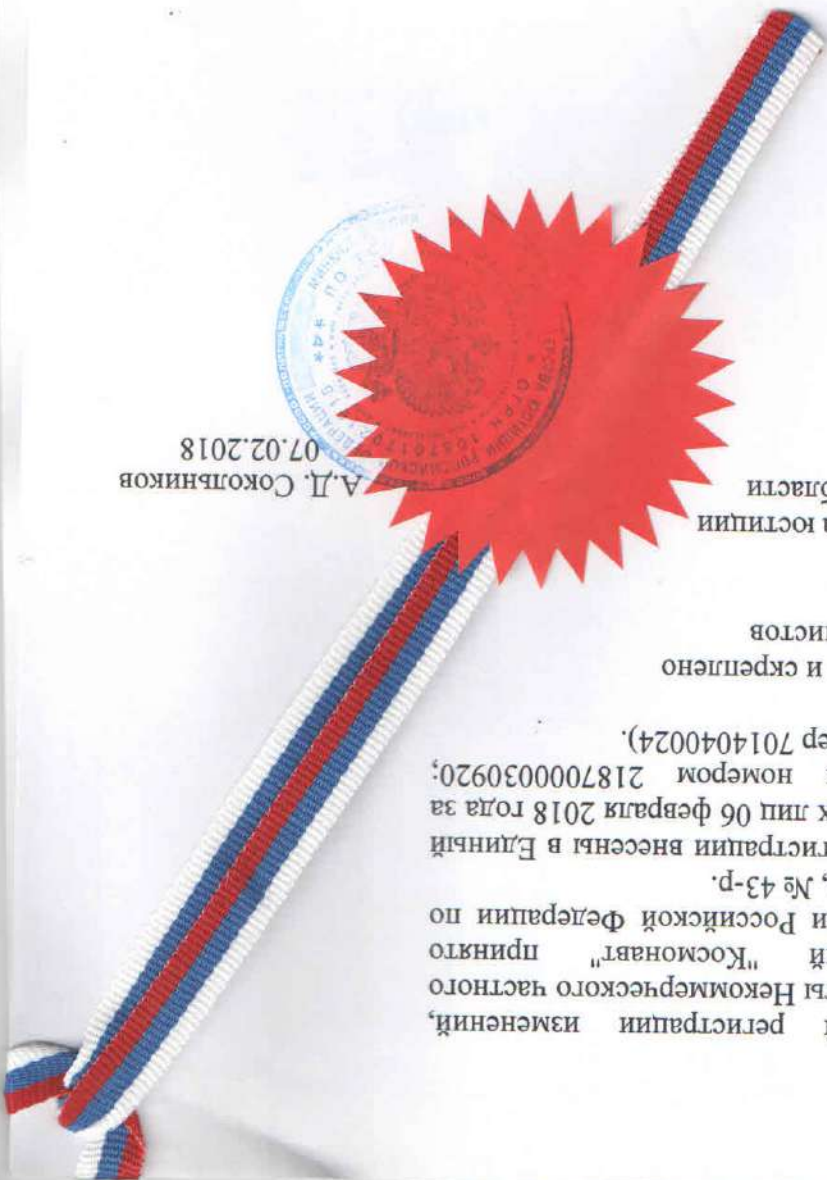 регистрации изменений,
Некоммерческого частного
"Космонавт" принято
Российской Федерации по
, № 43-р.
гистрации внесены в Единый
х лиц 06 февраля 2018 года за
номером 2187000030920;
ер 7014040024).
и скреплено
листов
юстиции
бласти
А.Д. Сокольников
07.02.2018